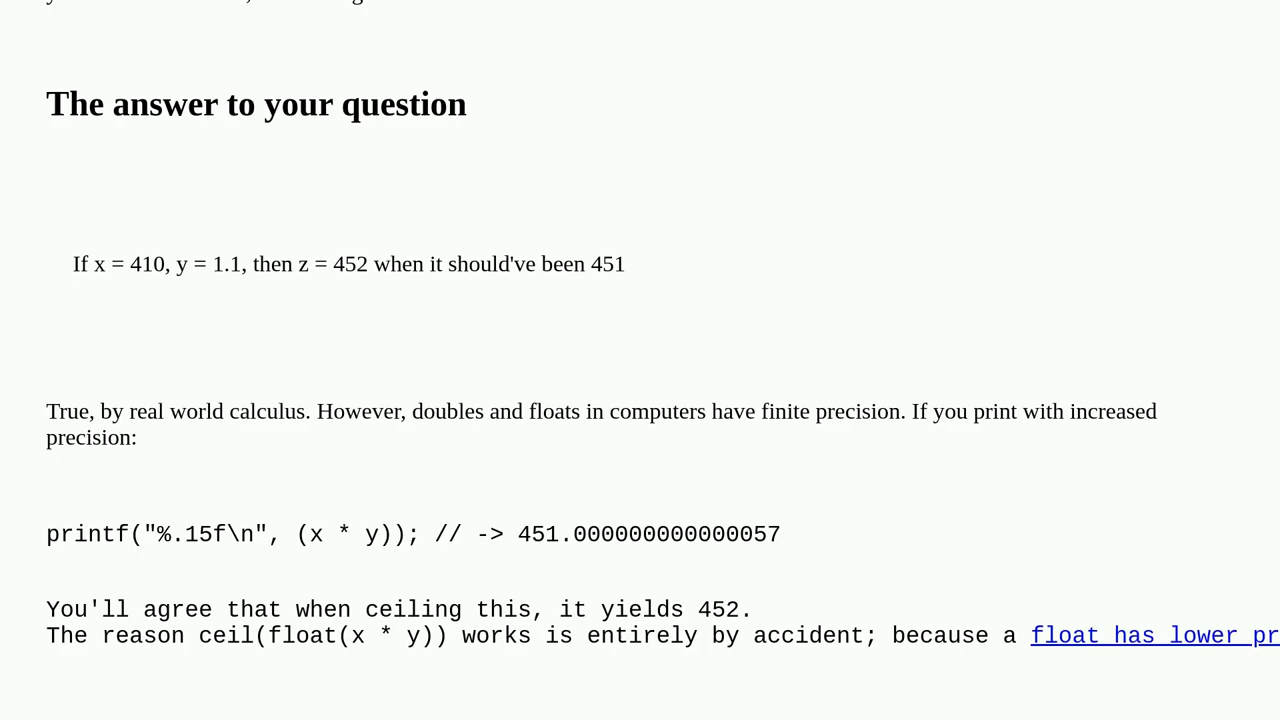 The answer to your question
If x = 410, y = 1.1, then z = 452 when it should've been 451
True, by real world calculus. However, doubles and floats in computers have finite precision. If you print with increased
precision:
printf("%.15f\n", (x * y)); // -> 451.000000000000057
You'll agree that when ceiling this, it yields 452.
The reason ceil(float(x * y)) works is entirely by accident; because a float has lower pr